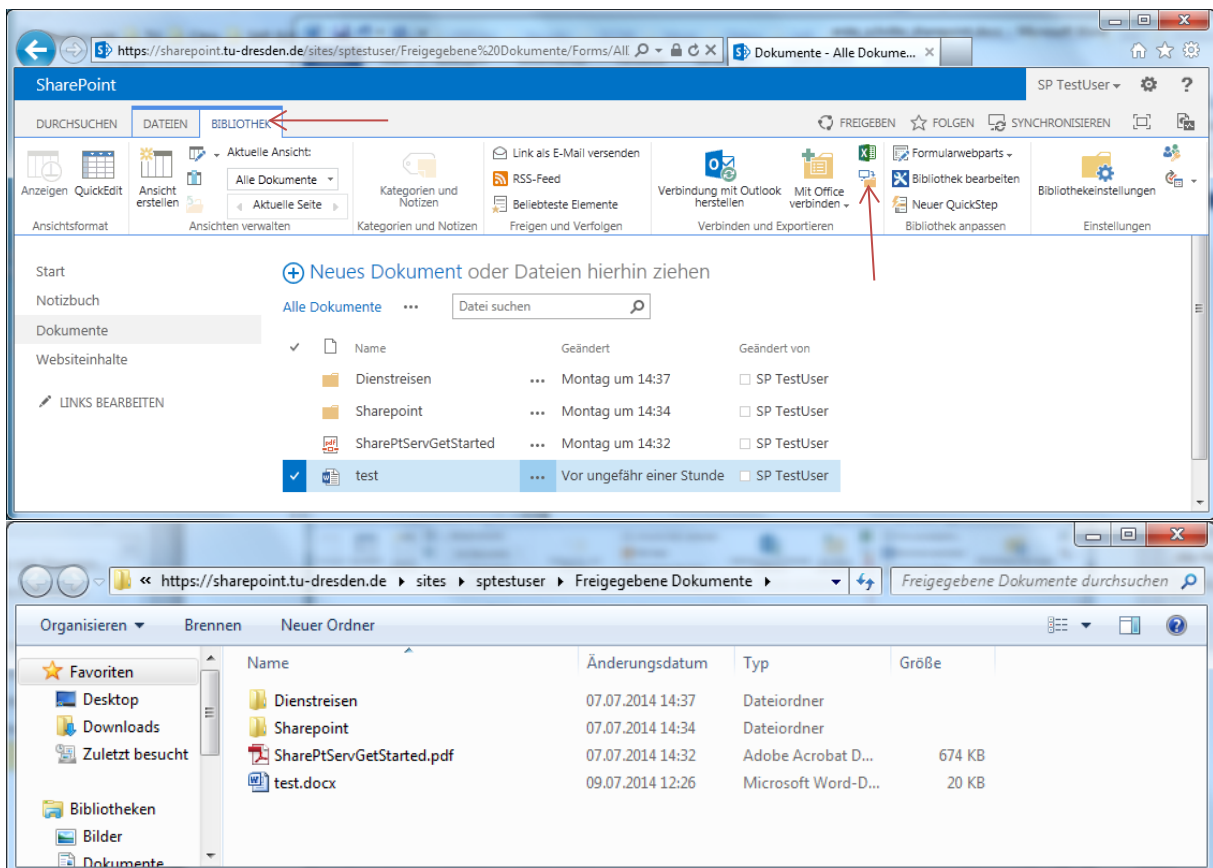 https://sharepoint.tu-dresden.de/sites/sptestuser/Freigegebene%20Dokumente/Forms/All
Dokumente - Alle Dokume...
SharePoint
SP TestUser
?
DURCHSUCHEN DATEIEN BIBLIOTHEK
FREIGEBEN FOLGEN SYNCHRONISIEREN
Anzeigen QuickEdit
Ansichtsformat
Ansicht erstellen
Aktuelle Ansicht:
Alle Dokumente
Aktuelle Seite
Ansichten verwalten
Kategorien und
Notizen
Kategorien und Notizen
Link als E-Mail versenden
RSS-Feed
Beliebteste Elemente
Freigen und Verfolgen
Verbindung mit Outlook
herstellen
Mit Office
verbinden
Verbinden und Exportieren
Formularwebparts
Bibliothek bearbeiten
Neuer QuickStep
Bibliothek anpassen
Bibliothekeinstellungen
Einstellungen
Start
Notizbuch
Dokumente
Websiteinhalte
LINKS BEARBEITEN
Neues Dokument oder Dateien hierhin ziehen
Alle Dokumente ... Datei suchen
Name Geändert Geändert von
Dienstreisen ... Montag um 14:37 SP TestUser
Sharepoint ... Montag um 14:34 SP TestUser
SharePtServGetStarted ... Montag um 14:32 SP TestUser
test ... Vor ungefähr einer Stunde SP TestUser
« https://sharepoint.tu-dresden.de ▸ sites ▸ sptestuser ▸ Freigegebene Dokumente ▸
Freigegebene Dokumente durchsuchen
Organisieren Brennen Neuer Ordner
Favoriten
Desktop
Downloads
Zuletzt besucht
Bibliotheken
Bilder
Dokumente
Name Änderungsdatum Typ Größe
Dienstreisen 07.07.2014 14:37 Dateiordner
Sharepoint 07.07.2014 14:34 Dateiordner
SharePtServGetStarted.pdf 07.07.2014 14:32 Adobe Acrobat D... 674 KB
test.docx 09.07.2014 12:26 Microsoft Word-D... 20 KB